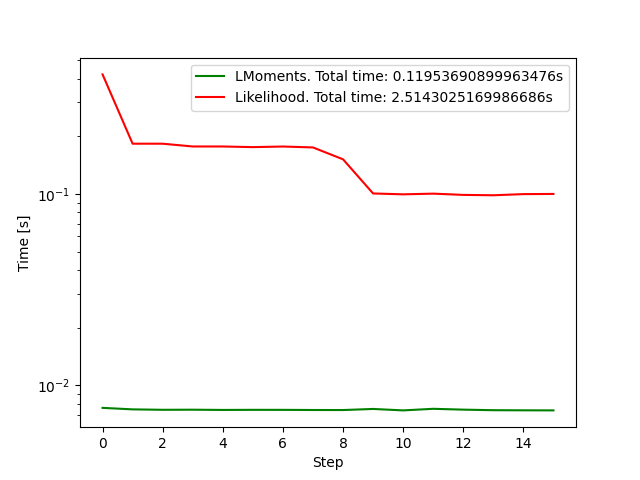 LMoments. Total time: 0.11953690899963476s
Likelihood. Total time: 2.5143025169986686s
10⁻¹
Time [s]
10⁻²
0 2 4 6 8 10 12 14
Step